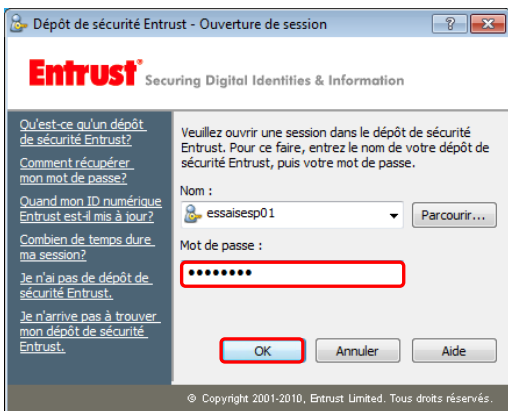 Dépôt de sécurité Entrust - Ouverture de session
?
Entrust® Securing Digital Identities & Information
Qu'est-ce qu'un dépôt
de sécurité Entrust?
Comment récupérer
mon mot de passe?
Quand mon ID numérique
Entrust est-il mis à jour?
Combien de temps dure
ma session?
Je n'ai pas de dépôt de
sécurité Entrust.
Je n'arrive pas à trouver
mon dépôt de sécurité
Entrust.
Veuillez ouvrir une session dans le dépôt de sécurité
Entrust. Pour ce faire, entrez le nom de votre dépôt de
sécurité Entrust, puis votre mot de passe.
Nom :
essaisesp01
Parcourir...
Mot de passe :
••••••••
OK
Annuler
Aide
© Copyright 2001-2010, Entrust Limited. Tous droits réservés.